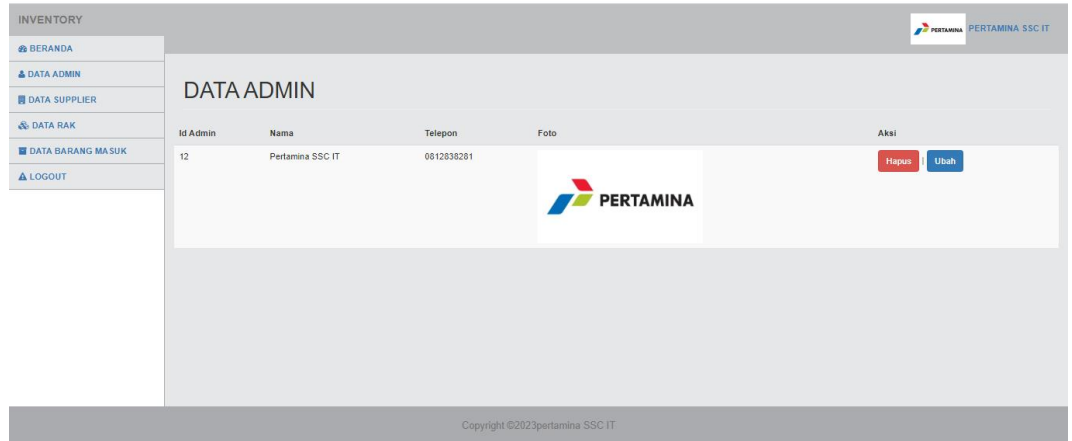 INVENTORY
PERTAMINA PERTAMINA SSC IT
BERANDA
DATA ADMIN
DATA SUPPLIER
DATA RAK
DATA BARANG MASUK
LOGOUT
DATA ADMIN
Id Admin Nama Telepon Foto Aksi
12 Pertamina SSC IT 0812838281 Hapus | Ubah
PERTAMINA
Copyright ©2023pertamina SSC IT